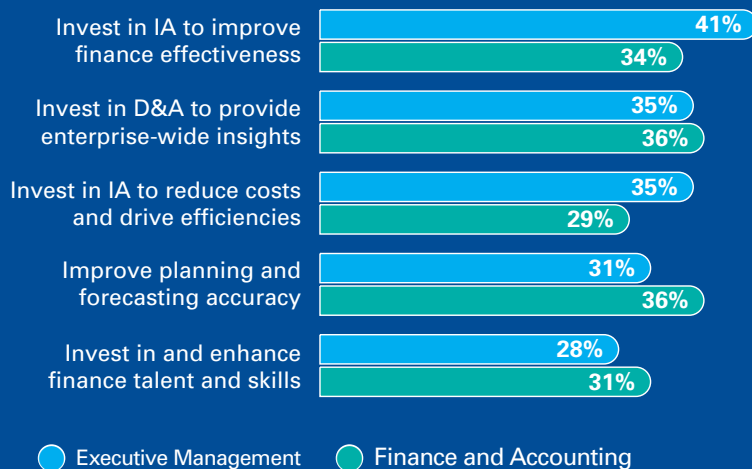 Invest in IA to improve
finance effectiveness
41%
34%
Invest in D&A to provide
enterprise-wide insights
35%
36%
Invest in IA to reduce costs
and drive efficiencies
35%
29%
Improve planning and
forecasting accuracy
31%
36%
Invest in and enhance
finance talent and skills
28%
31%
Executive Management
Finance and Accounting